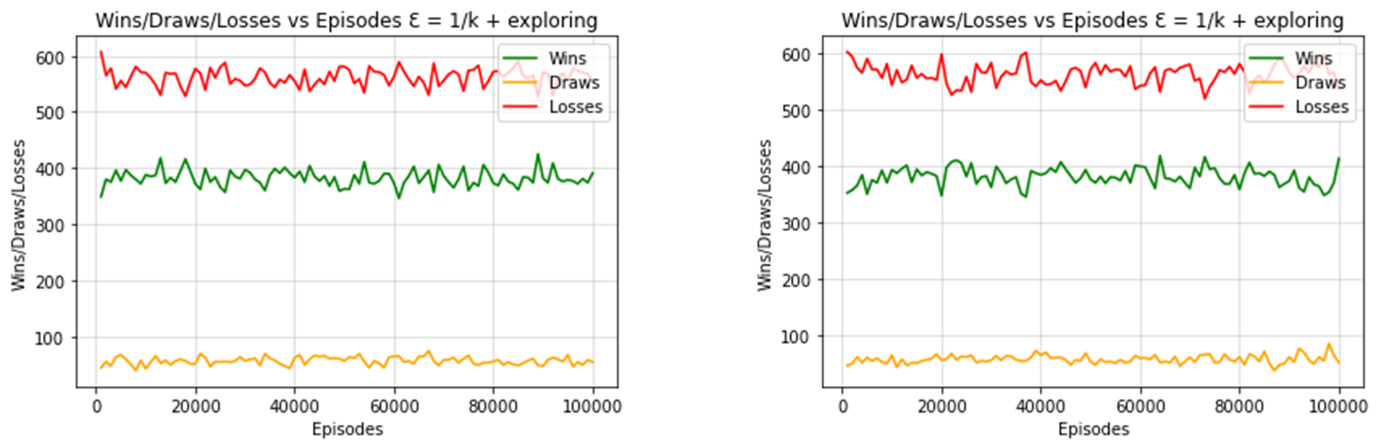 Wins/Draws/Losses vs Episodes Ɛ = 1/k + exploring
Wins/Draws/Losses
600
500
400
300
200
100
Wins
Draws
Losses
0 20000 40000 60000 80000 100000
Episodes
Wins/Draws/Losses vs Episodes Ɛ = 1/k + exploring
Wins/Draws/Losses
600
500
400
300
200
100
Wins
Draws
Losses
0 20000 40000 60000 80000 100000
Episodes